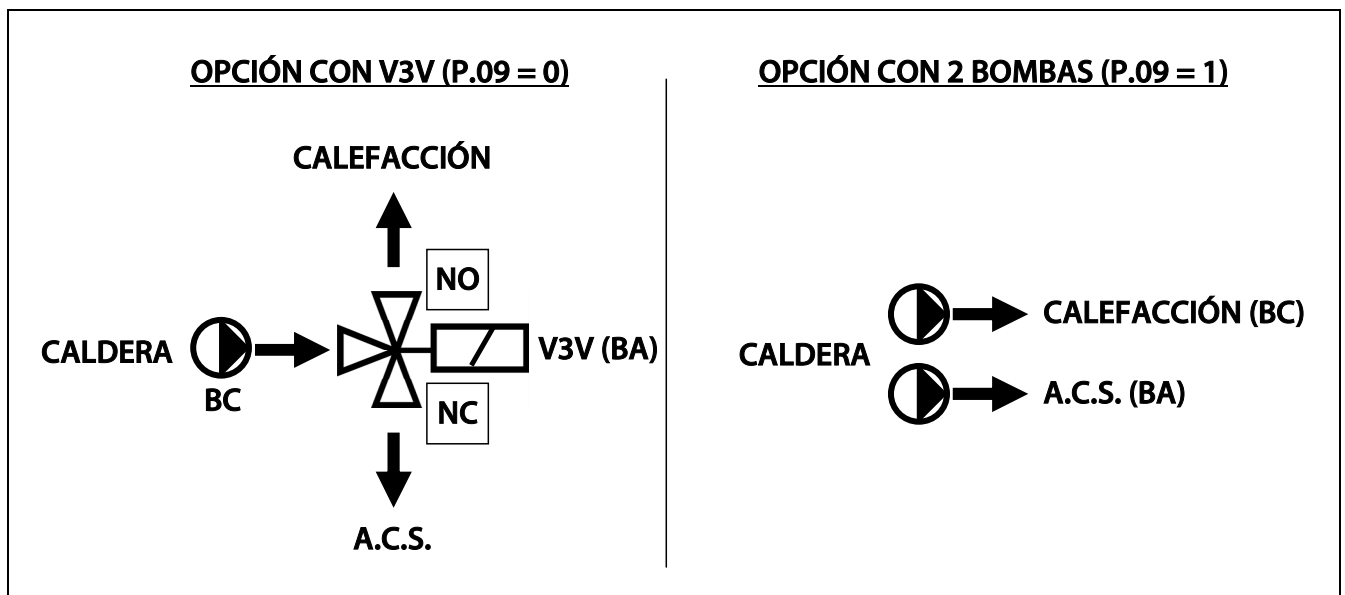 OPCIÓN CON V3V (P.09 = 0)
CALEFACCIÓN
NO
CALDERA
BC
V3V (BA)
NC
A.C.S.
OPCIÓN CON 2 BOMBAS (P.09 = 1)
CALDERA
CALEFACCIÓN (BC)
A.C.S. (BA)